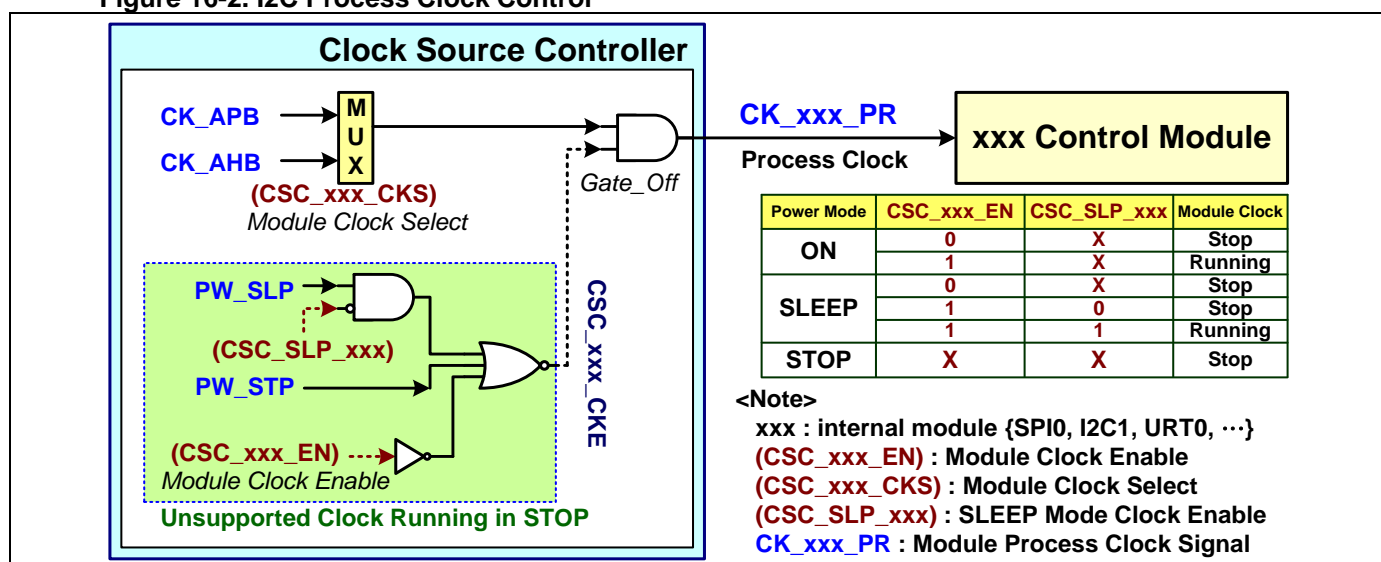 Figure 16-2. I2C Process Clock Control
Clock Source Controller
CK_APB
CK_AHB
M
U
X
(CSC_xxx_CKS)
Module Clock Select
Gate_Off
CK_xxx_PR
Process Clock
xxx Control Module
PW_SLP
(CSC_SLP_xxx)
PW_STP
(CSC_xxx_EN)
Module Clock Enable
Unsupported Clock Running in STOP
CSC_xxx_CKE
Power Mode CSC_xxx_EN CSC_SLP_xxx Module Clock
ON 0 X Stop
1 X Running
SLEEP 0 X Stop
1 0 Stop
1 1 Running
STOP X X Stop
<Note>
xxx : internal module {SPI0, I2C1, URT0, ⋯}
(CSC_xxx_EN) : Module Clock Enable
(CSC_xxx_CKS) : Module Clock Select
(CSC_SLP_xxx) : SLEEP Mode Clock Enable
CK_xxx_PR : Module Process Clock Signal